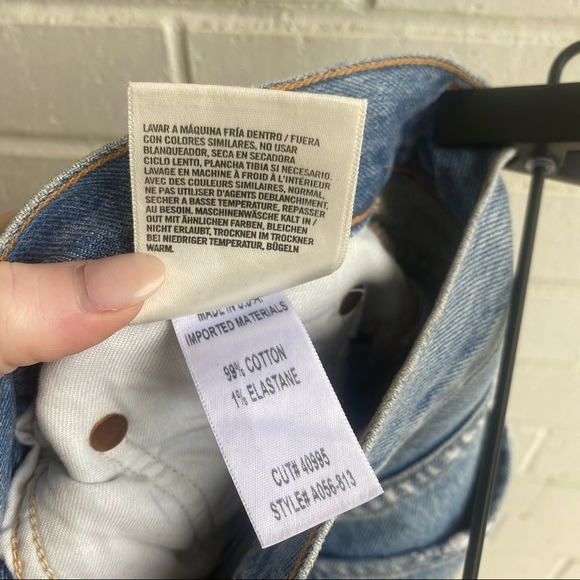 LAVAR A MÁQUINA FRÍA DENTRO / FUERA
CON COLORES SIMILARES, NO USAR
BLANQUEADOR, SECA EN SECADORA
CICLO LENTO, PLANCHA TIBIA SI NECESARIO.
LAVAGE EN MACHINE À FROID À L'INTÉRIEUR
AVEC DES COULEURS SIMILAIRES, NORMAL,
NE PAS UTILISER D'AGENTS DEBLANCHIMENT.
SECHER A BASSE TEMPERATURE, REPASSER
AU BESOIN. MASCHINENWÄSCHE KALT IN /
OUT MIT ÄHNLICHEN FARBEN, BLEICHEN
NICHT ERLAUBT, TROCKNEN IM TROCKNER
BEI NIEDRIGER TEMPERATUR, BÜGELN
WARM.
MADE IN U.S.A.
IMPORTED MATERIALS
99% COTTON
1% ELASTANE
CUT# 40995
STYLE# A056-813